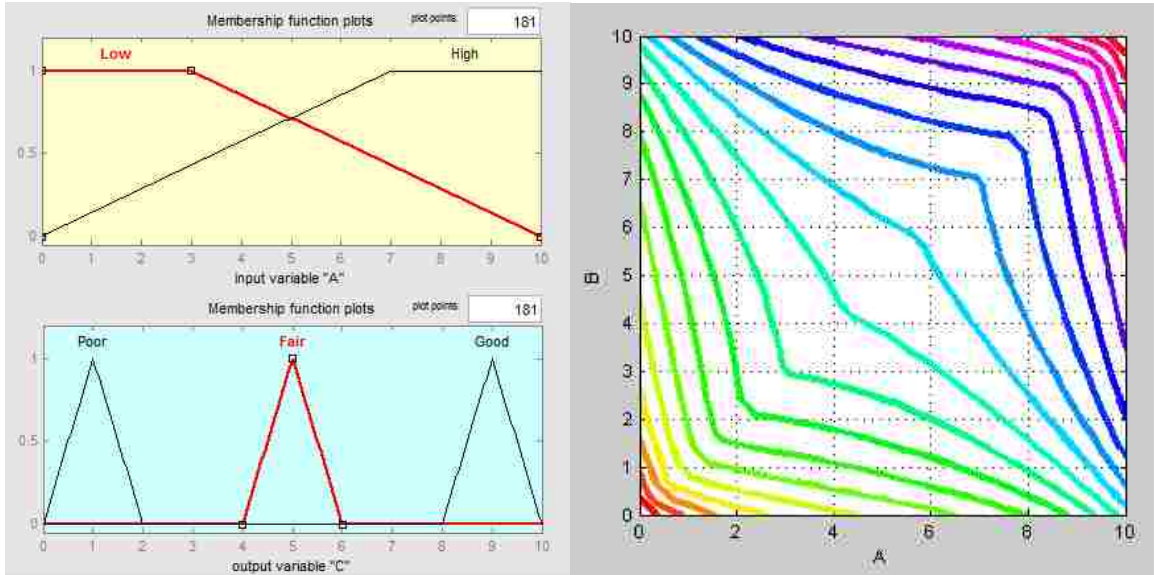 Membership function plots plot points: 181
Low High
1
0.5
0
0 1 2 3 4 5 6 7 8 9 10
input variable "A"
Membership function plots plot points: 181
Poor Fair Good
1
0.5
0
0 1 2 3 4 5 6 7 8 9 10
output variable "C"
10
9
8
7
6
5
4
3
2
1
0
B
0 2 4 6 8 10
A